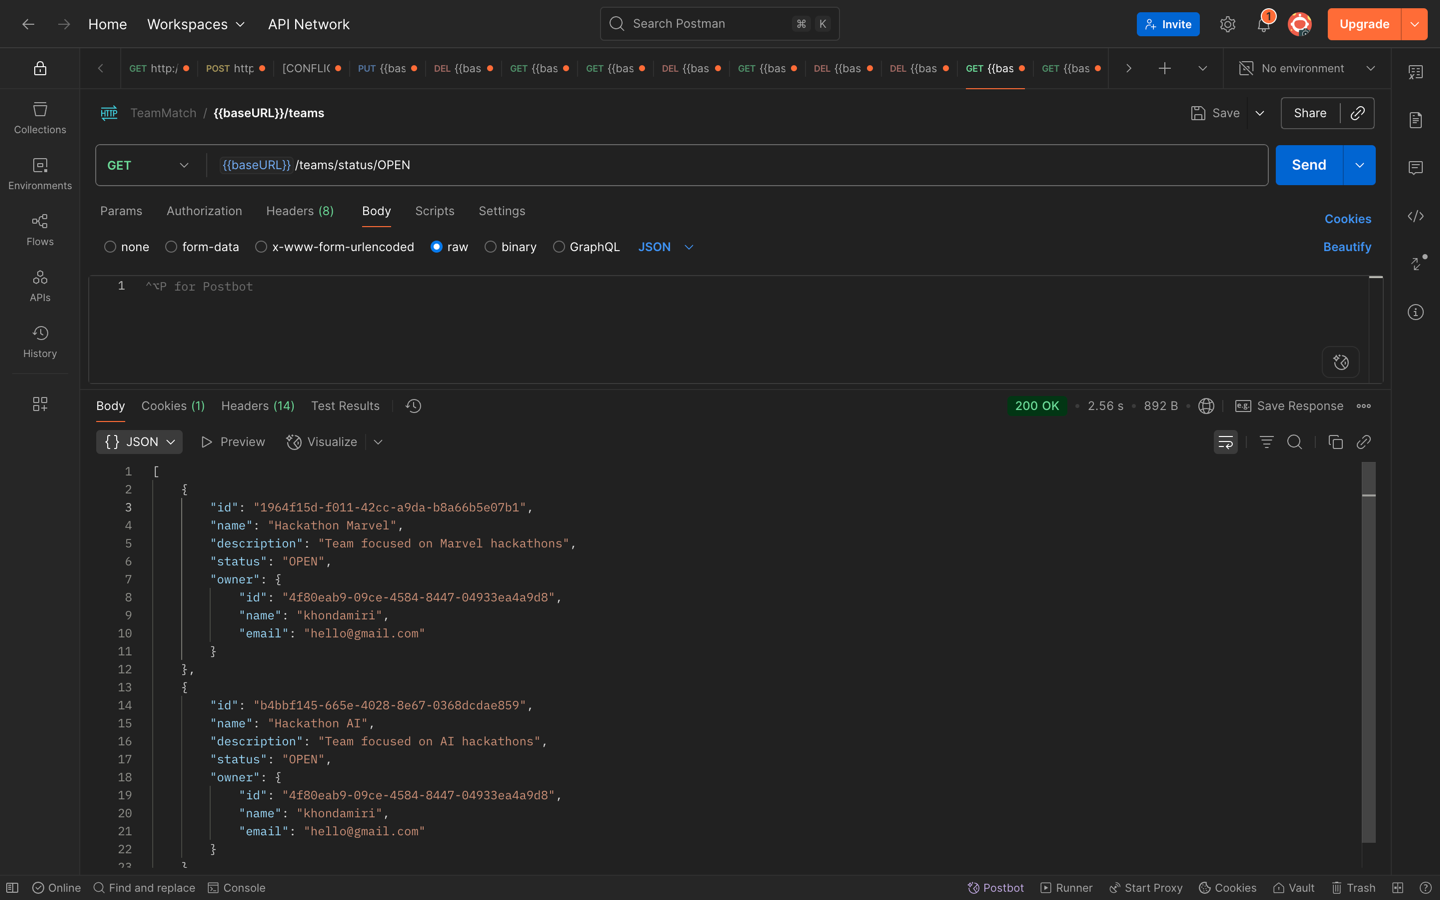 Home Workspaces API Network Search Postman ⌘ K Invite 1 Upgrade
GET http:/ POST http [CONFLIC PUT {{bas DEL {{bas GET {{bas GET {{bas DEL {{bas GET {{bas DEL {{bas DEL {{bas GET {{bas GET {{bas No environment
TeamMatch / {{baseURL}}/teams Save Share
GET {{baseURL}} /teams/status/OPEN Send
Params Authorization Headers (8) Body Scripts Settings Cookies
none form-data x-www-form-urlencoded raw binary GraphQL JSON Beautify
1 ^⌥P for Postbot
Collections
Environments
Flows
APIs
History
Body Cookies (1) Headers (14) Test Results 200 OK • 2.56 s • 892 B • e.g. Save Response
{} JSON Preview Visualize
1 [
2 {
3 "id": "1964f15d-f011-42cc-a9da-b8a66b5e07b1",
4 "name": "Hackathon Marvel",
5 "description": "Team focused on Marvel hackathons",
6 "status": "OPEN",
7 "owner": {
8 "id": "4f80eab9-09ce-4584-8447-04933ea4a9d8",
9 "name": "khondamiri",
10 "email": "hello@gmail.com"
11 }
12 },
13 {
14 "id": "b4bbf145-665e-4028-8e67-0368dcdae859",
15 "name": "Hackathon AI",
16 "description": "Team focused on AI hackathons",
17 "status": "OPEN",
18 "owner": {
19 "id": "4f80eab9-09ce-4584-8447-04933ea4a9d8",
20 "name": "khondamiri",
21 "email": "hello@gmail.com"
22 }
23 }
Online Find and replace Console Postbot Runner Start Proxy Cookies Vault Trash